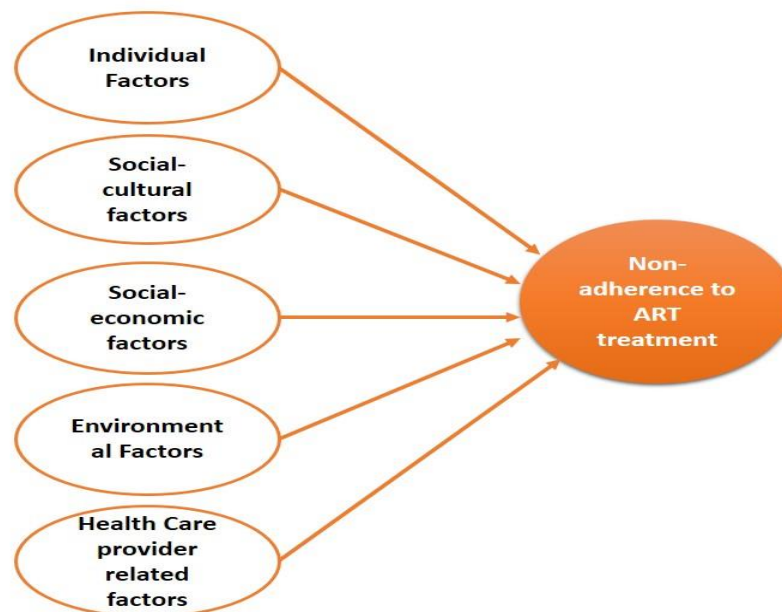 Individual
Factors
Social-
cultural
factors
Social-
economic
factors
Environment
al Factors
Health Care
provider
related
factors
Non-
adherence to
ART
treatment